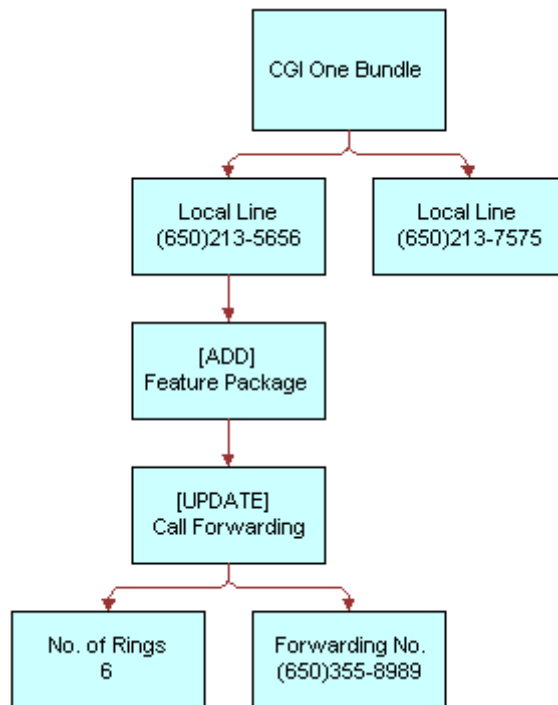 CGI One Bundle
Local Line
(650)213-5656
Local Line
(650)213-7575
[ADD]
Feature Package
[UPDATE]
Call Forwarding
No. of Rings
6
Forwarding No.
(650)355-8989